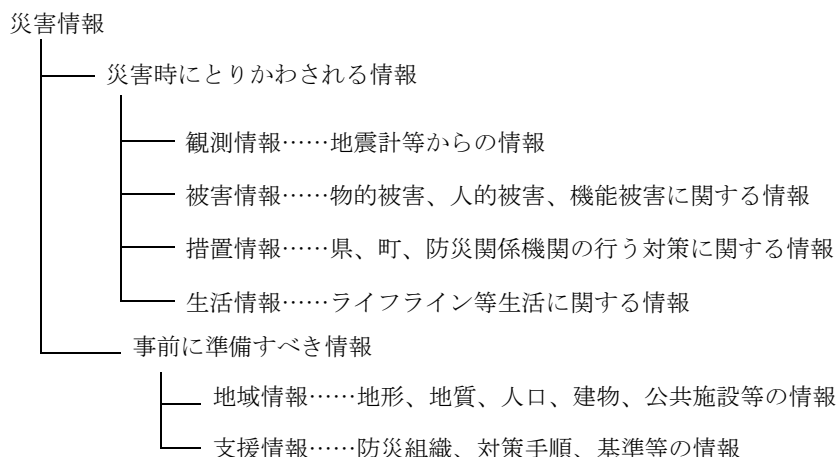 災害情報
災害時にとりかわされる情報
観測情報……地震計等からの情報
被害情報……物的被害、人的被害、機能被害に関する情報
措置情報……県、町、防災関係機関の行う対策に関する情報
生活情報……ライフライン等生活に関する情報
事前に準備すべき情報
地域情報……地形、地質、人口、建物、公共施設等の情報
支援情報……防災組織、対策手順、基準等の情報